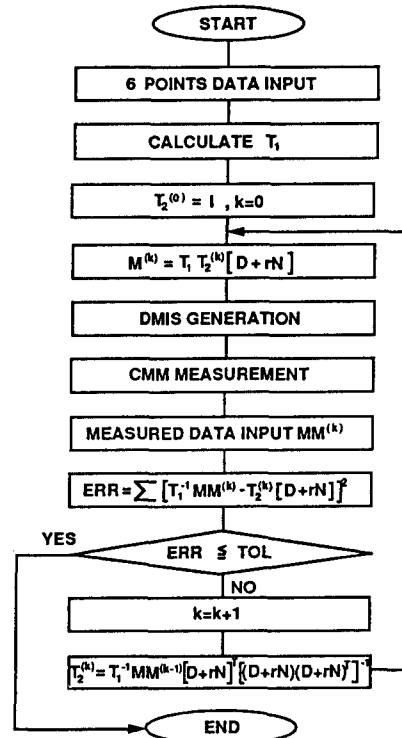 START
6 POINTS DATA INPUT
CALCULATE T₁
T₂⁽⁰⁾ = I , k=0
M⁽ᵏ⁾ = T₁ T₂⁽ᵏ⁾[ D + rN ]
DMIS GENERATION
CMM MEASUREMENT
MEASURED DATA INPUT MM⁽ᵏ⁾
ERR = ∑ [T₁⁻¹ MM⁽ᵏ⁾ - T₂⁽ᵏ⁾ [D+rN]]²
YES
ERR ≦ TOL
NO
k=k+1
T₂⁽ᵏ⁾ = T₁⁻¹ MM⁽ᵏ⁻¹⁾ [D+rN]ᵀ[(D+rN)(D+rN)ᵀ]⁻¹
END